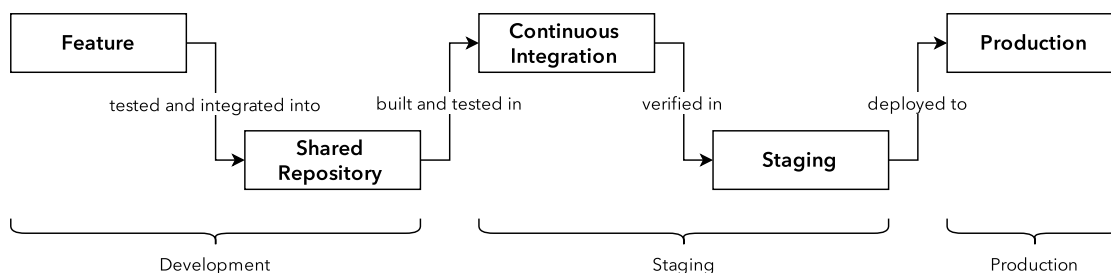 Feature
Continuous
Integration
Production
tested and integrated into
built and tested in
verified in
deployed to
Shared
Repository
Staging
Development
Staging
Production